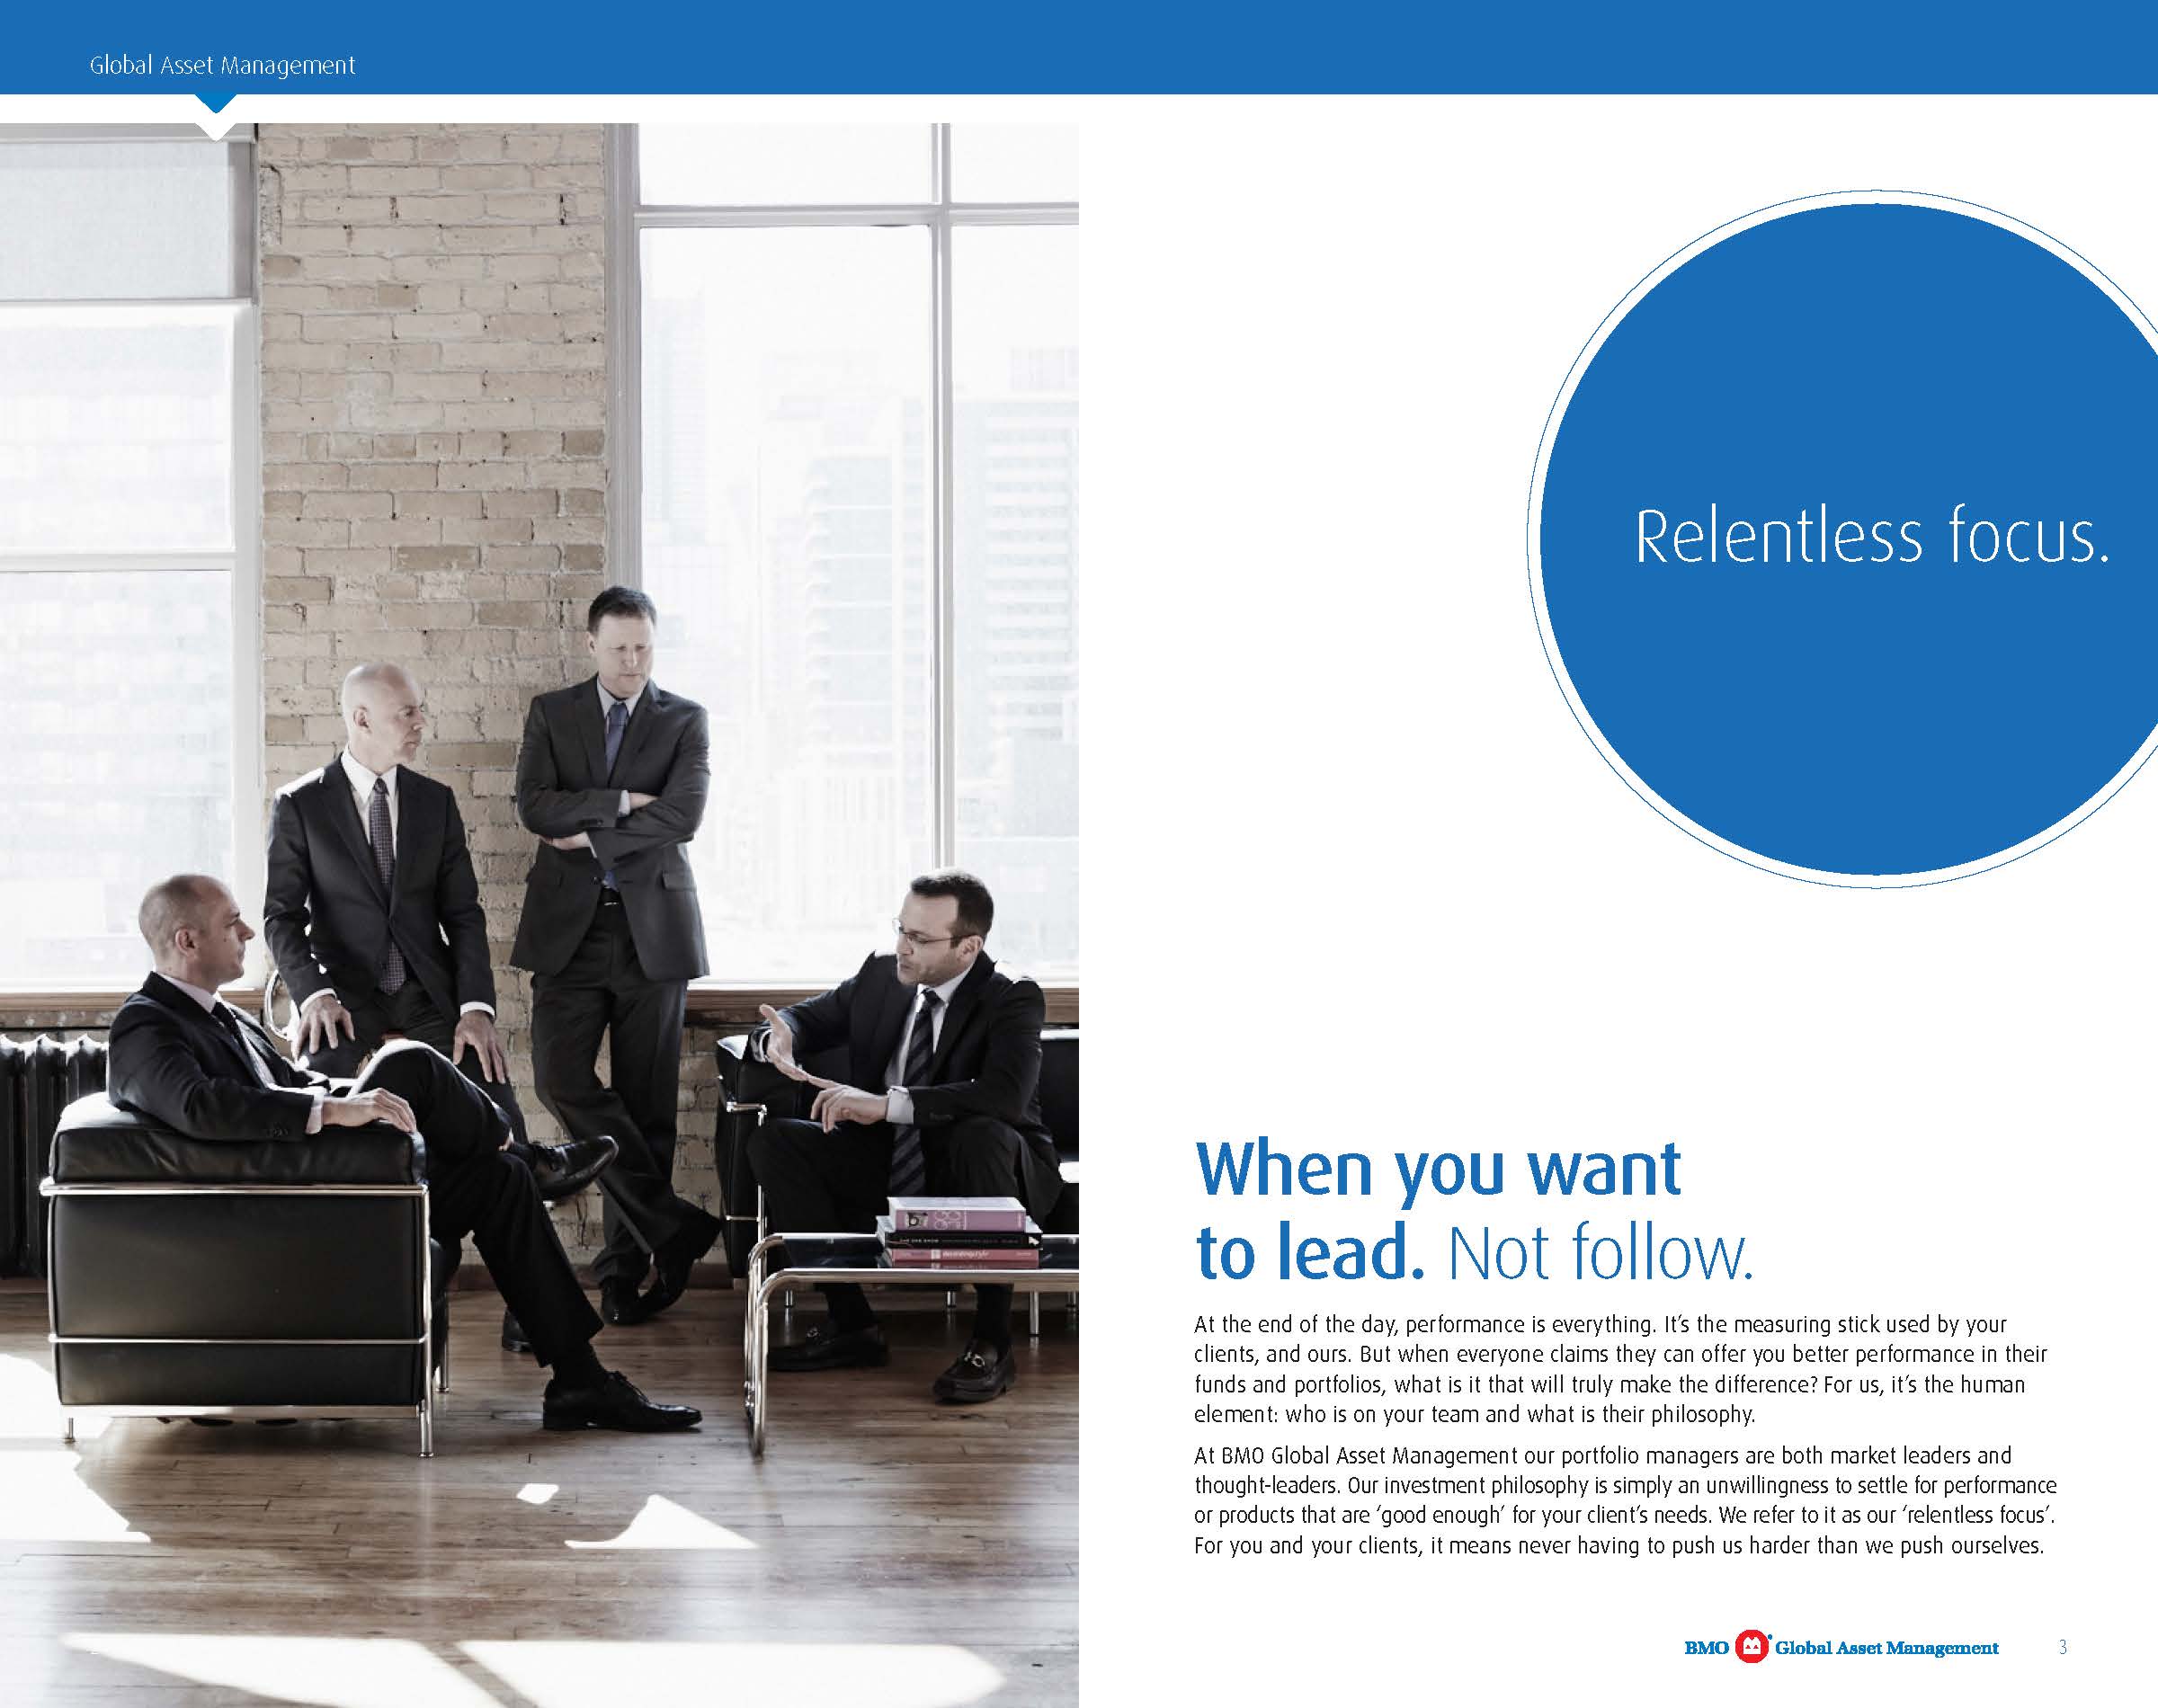 Global Asset Management
Relentless focus.
When you want
to lead. Not follow.
At the end of the day, performance is everything. It’s the measuring stick used by your
clients, and ours. But when everyone claims they can offer you better performance in their
funds and portfolios, what is it that will truly make the difference? For us, it’s the human
element: who is on your team and what is their philosophy.
At BMO Global Asset Management our portfolio managers are both market leaders and
thought-leaders. Our investment philosophy is simply an unwillingness to settle for performance
or products that are ‘good enough’ for your client’s needs. We refer to it as our ‘relentless focus’.
For you and your clients, it means never having to push us harder than we push ourselves.
BMO Global Asset Management 3